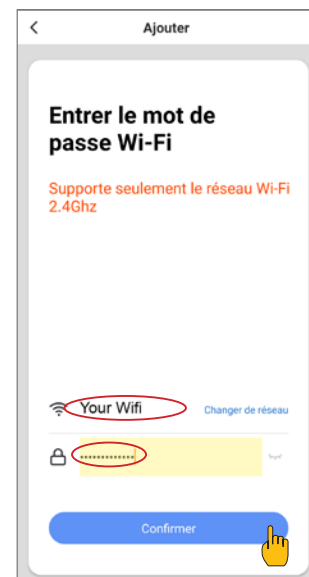 Ajouter
Entrer le mot de
passe Wi-Fi
Supporte seulement le réseau Wi-Fi
2.4Ghz
Your Wifi
Changer de réseau
.............
Confirmer